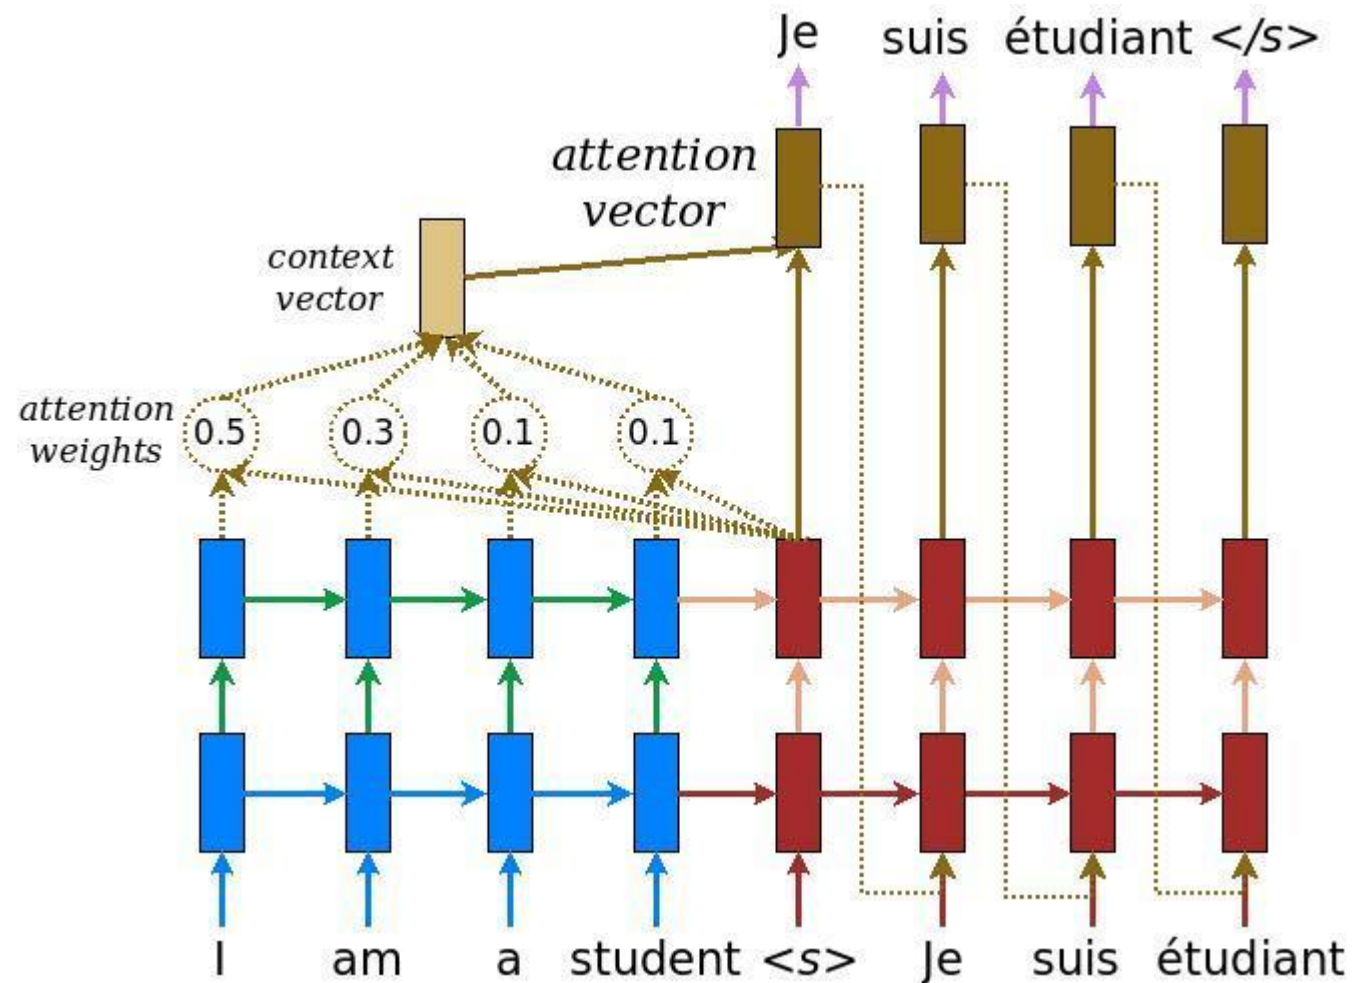 Je suis étudiant </s>
attention
vector
context
vector
attention
weights
0.5 0.3 0.1 0.1
I am a student <s> Je suis étudiant